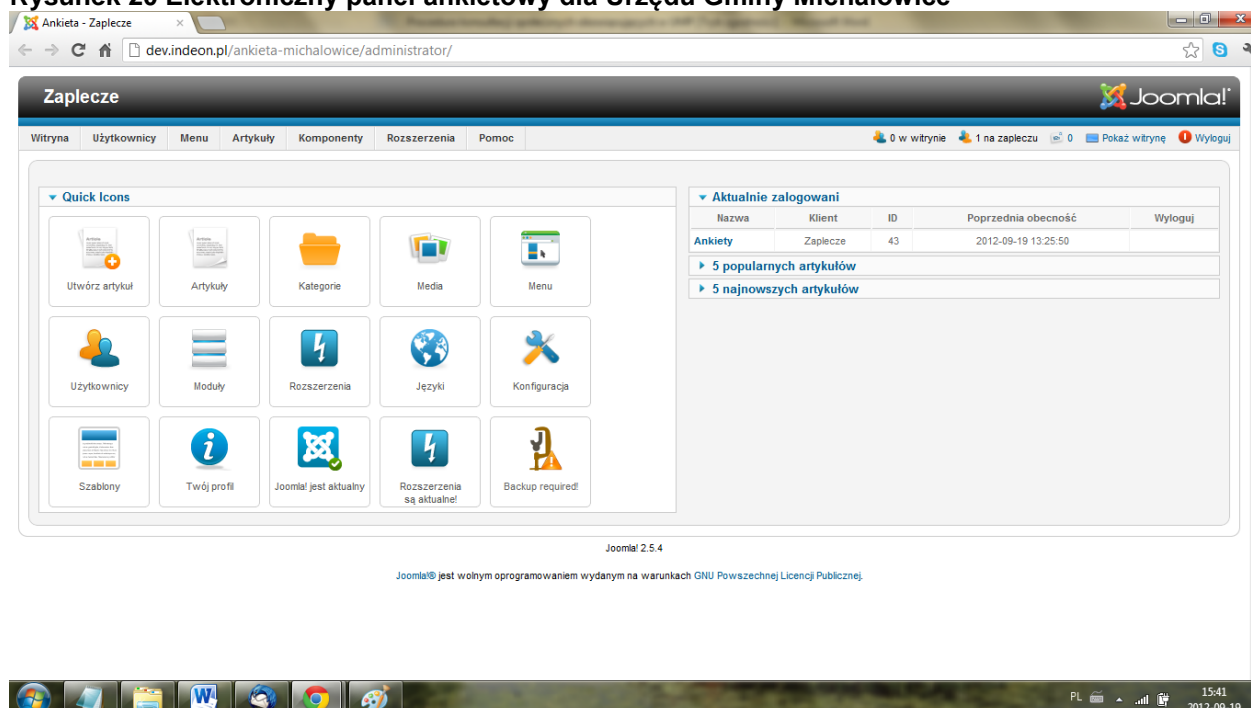 Rysunek 20 Elektroniczny panel ankietowy dla Urzędu Gminy Michałowice
Ankieta - Zaplecze
dev.indeon.pl/ankieta-michalowice/administrator/
Zaplecze
Joomla!
Witryna Użytkownicy Menu Artykuły Komponenty Rozszerzenia Pomoc
0 w witrynie 1 na zapleczu 0 Pokaż witrynę Wyloguj
Quick Icons
Utwórz artykuł Artykuły Kategorie Media Menu
Użytkownicy Moduły Rozszerzenia Języki Konfiguracja
Szablony Twój profil Joomla! jest aktualny Rozszerzenia
są aktualne! Backup required!
Aktualnie zalogowani
Nazwa Klient ID Poprzednia obecność Wyloguj
Ankiety Zaplecze 43 2012-09-19 13:25:50
5 popularnych artykułów
5 najnowszych artykułów
Joomla! 2.5.4
Joomla!® jest wolnym oprogramowaniem wydanym na warunkach GNU Powszechnej Licencji Publicznej.
PL 15:41
2012-09-19